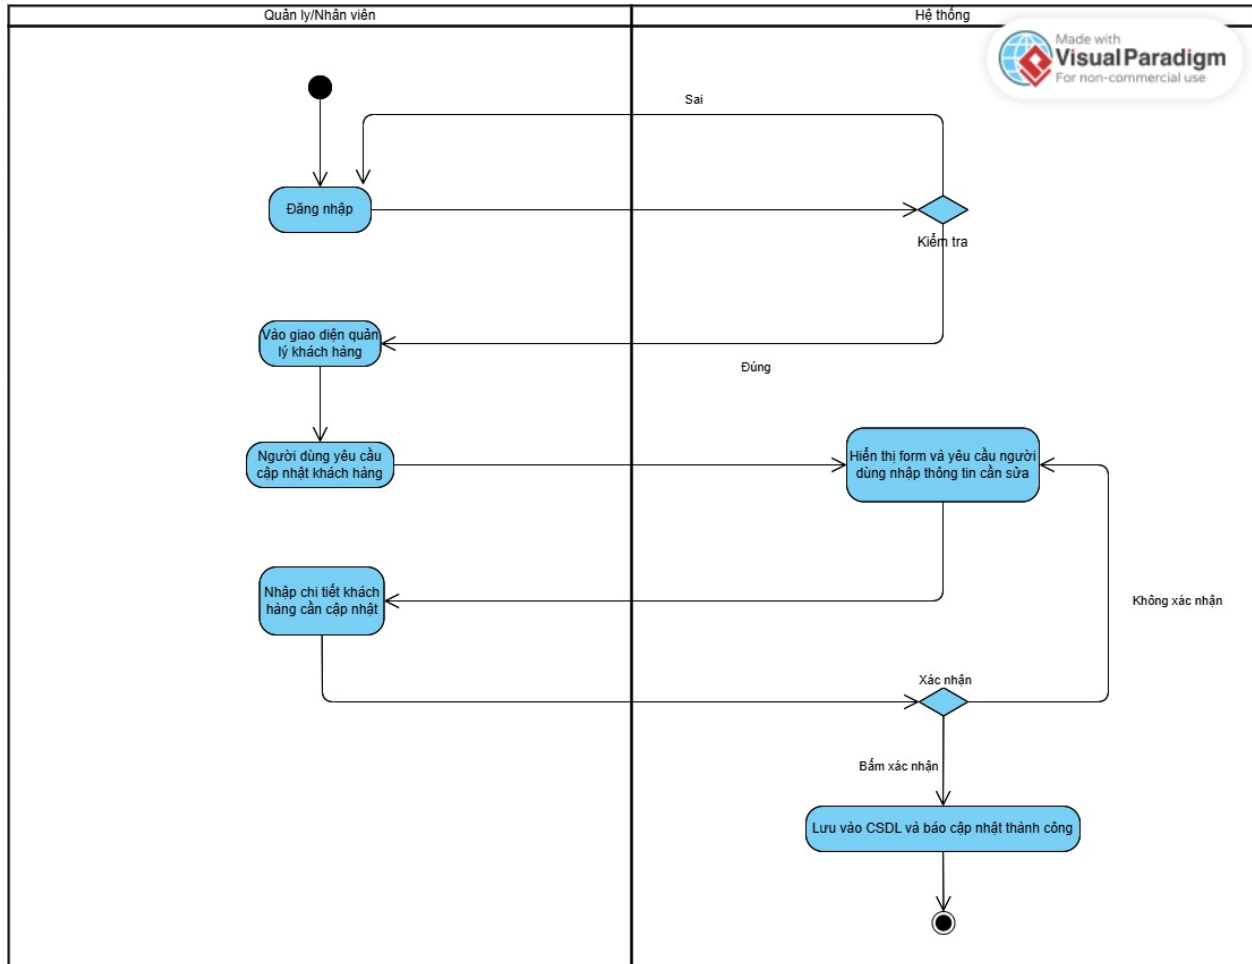 Quản ly/Nhân viên
Hệ thống
Made with
Visual Paradigm
For non-commercial use
Sai
Đăng nhập
Kiểm tra
Vào giao diện quản
lý khách hàng
Đúng
Người dùng yêu cầu
cập nhật khách hàng
Hiển thị form và yêu cầu người
dùng nhập thông tin cần sửa
Nhập chi tiết khách
hàng cần cập nhật
Không xác nhận
Xác nhận
Bấm xác nhận
Lưu vào CSDL và báo cập nhật thành công